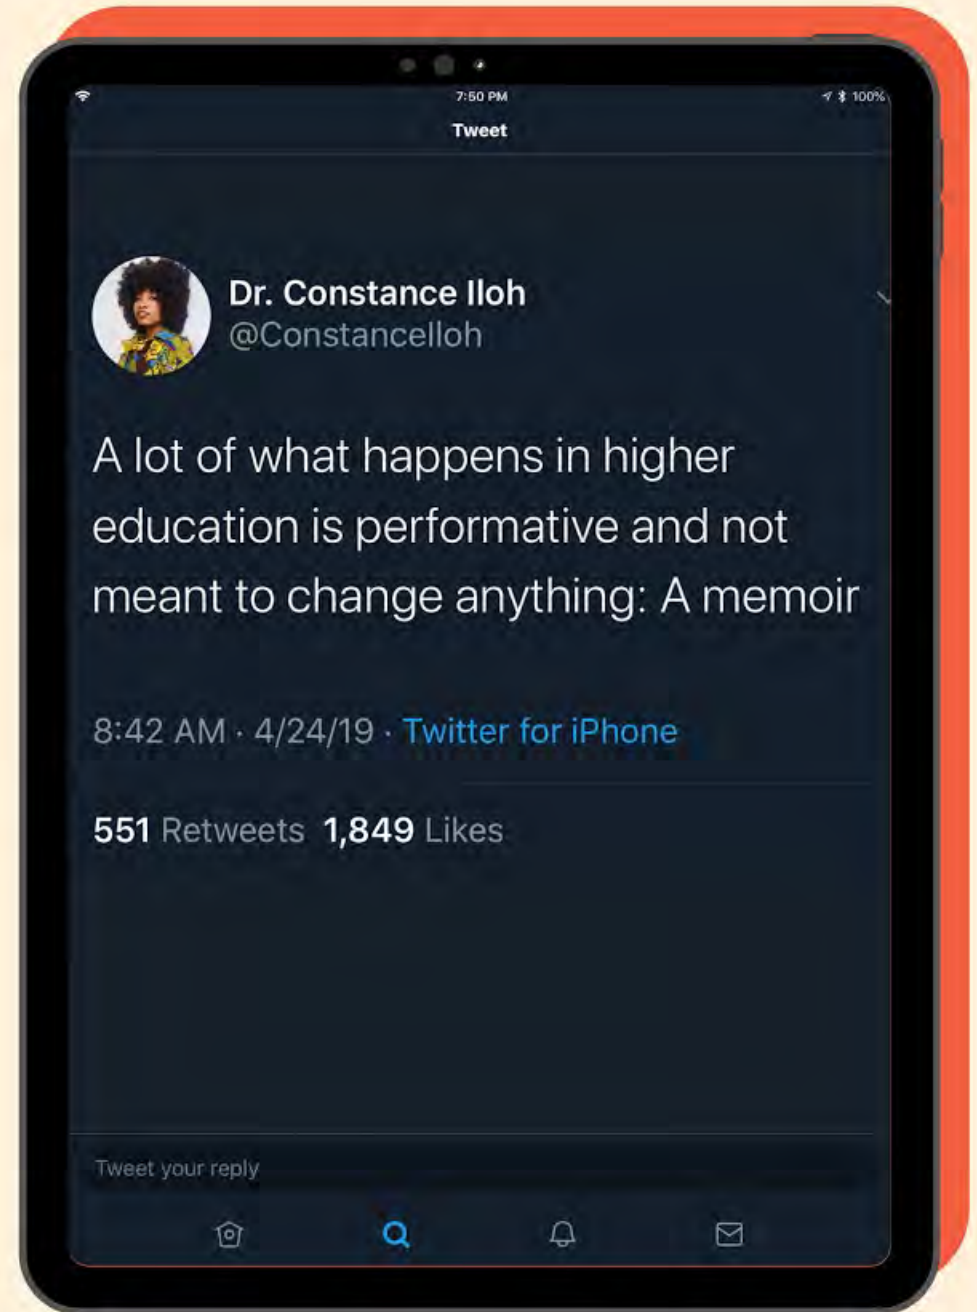 7:50 PM 100%
Tweet
Dr. Constance Iloh
@ConstanceIloh
A lot of what happens in higher
education is performative and not
meant to change anything: A memoir
8:42 AM · 4/24/19 · Twitter for iPhone
551 Retweets 1,849 Likes
Tweet your reply